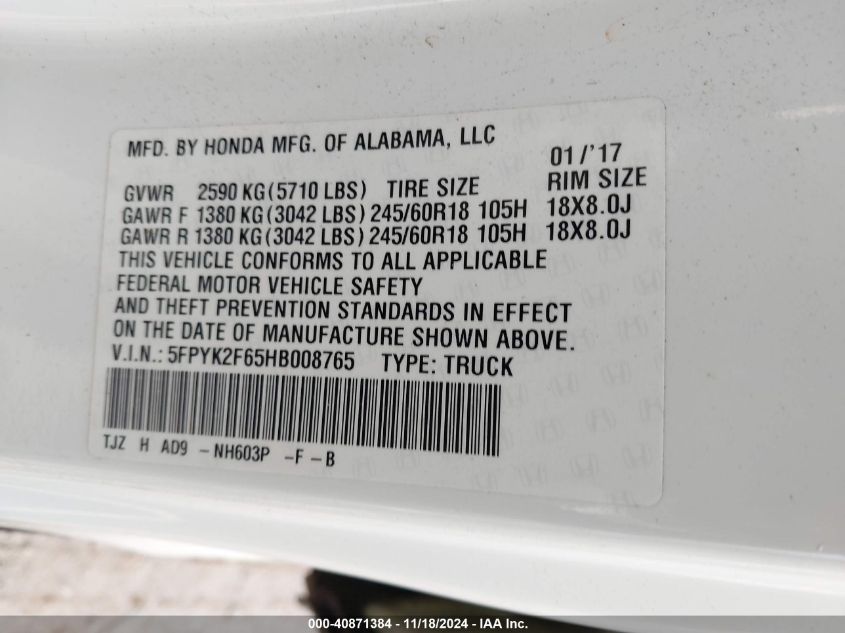 MFD. BY HONDA MFG. OF ALABAMA, LLC 01/'17
GVWR 2590 KG(5710 LBS) TIRE SIZE RIM SIZE
GAWR F 1380 KG(3042 LBS) 245/60R18 105H 18X8.0J
GAWR R 1380 KG(3042 LBS) 245/60R18 105H 18X8.0J
THIS VEHICLE CONFORMS TO ALL APPLICABLE
FEDERAL MOTOR VEHICLE SAFETY
AND THEFT PREVENTION STANDARDS IN EFFECT
ON THE DATE OF MANUFACTURE SHOWN ABOVE.
V.I.N.: 5FPYK2F65HB008765 TYPE: TRUCK
TJZ H AD9 -NH603P -F-B
000-40871384 - 11/18/2024 - IAAI Inc.